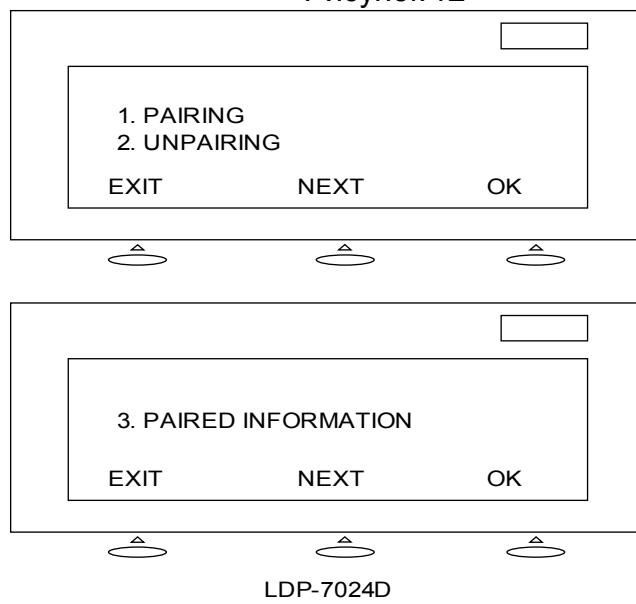 1. PAIRING
2. UNPAIRING
EXIT NEXT OK
3. PAIRED INFORMATION
EXIT NEXT OK
LDP-7024D